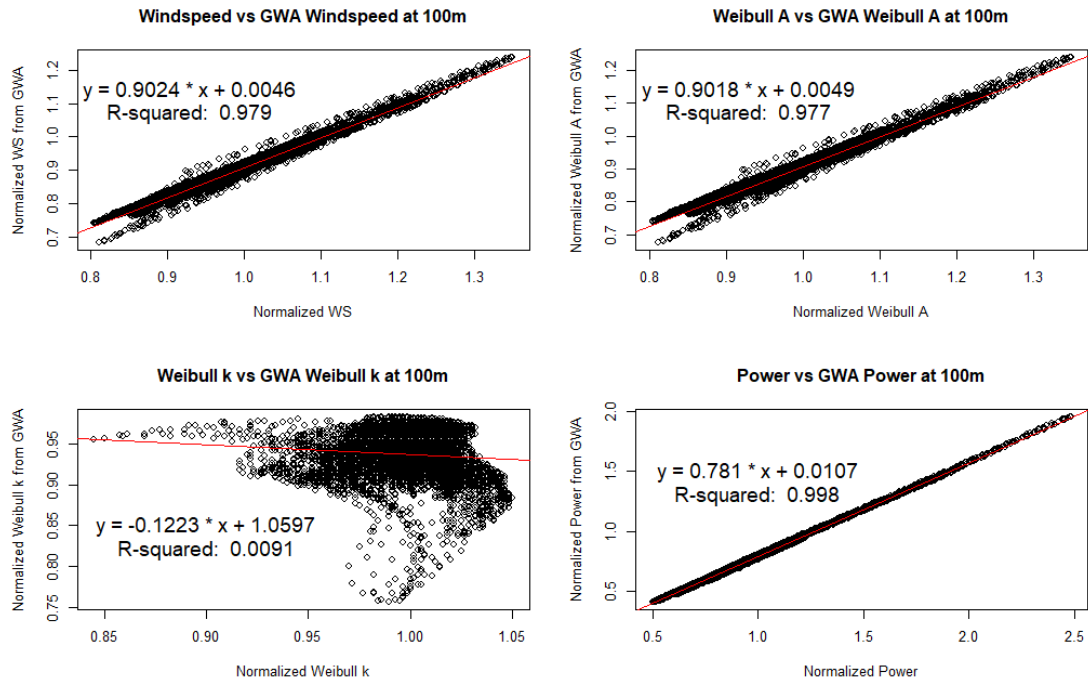 Windspeed vs GWA Windspeed at 100m
Normalized WS from GWA
1.2
1.1
1.0
0.9
0.8
0.7
y = 0.9024 * x + 0.0046
R-squared: 0.979
0.8 0.9 1.0 1.1 1.2 1.3
Normalized WS
Weibull A vs GWA Weibull A at 100m
Normalized Weibull A from GWA
1.2
1.1
1.0
0.9
0.8
0.7
y = 0.9018 * x + 0.0049
R-squared: 0.977
0.8 0.9 1.0 1.1 1.2 1.3
Normalized Weibull A
Weibull k vs GWA Weibull k at 100m
Normalized Weibull k from GWA
0.95
0.90
0.85
0.80
0.75
y = -0.1223 * x + 1.0597
R-squared: 0.0091
0.85 0.90 0.95 1.00 1.05
Normalized Weibull k
Power vs GWA Power at 100m
Normalized Power from GWA
2.0
1.5
1.0
0.5
y = 0.781 * x + 0.0107
R-squared: 0.998
0.5 1.0 1.5 2.0 2.5
Normalized Power